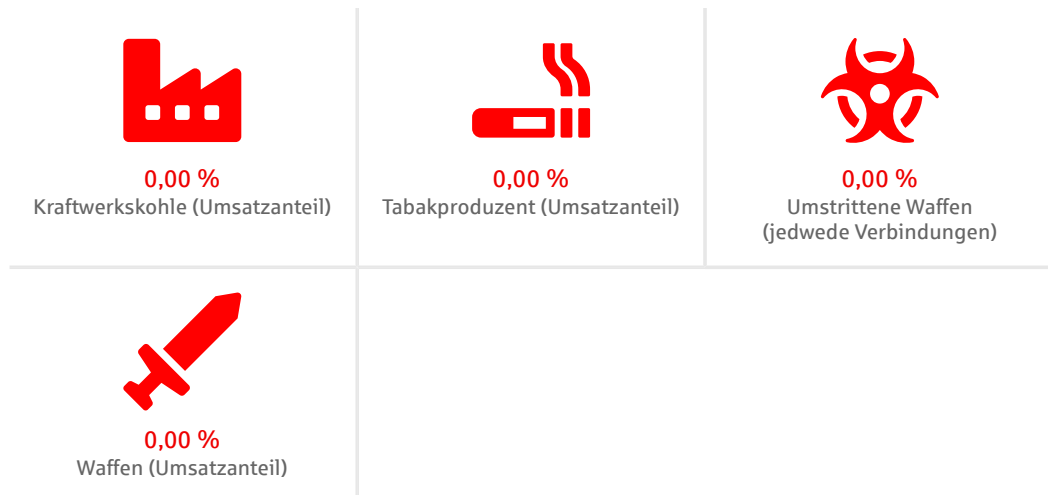 0,00 %
Kraftwerkskohle (Umsatzanteil)
0,00 %
Tabakproduzent (Umsatzanteil)
0,00 %
Umstrittene Waffen
(jedwede Verbindungen)
0,00 %
Waffen (Umsatzanteil)